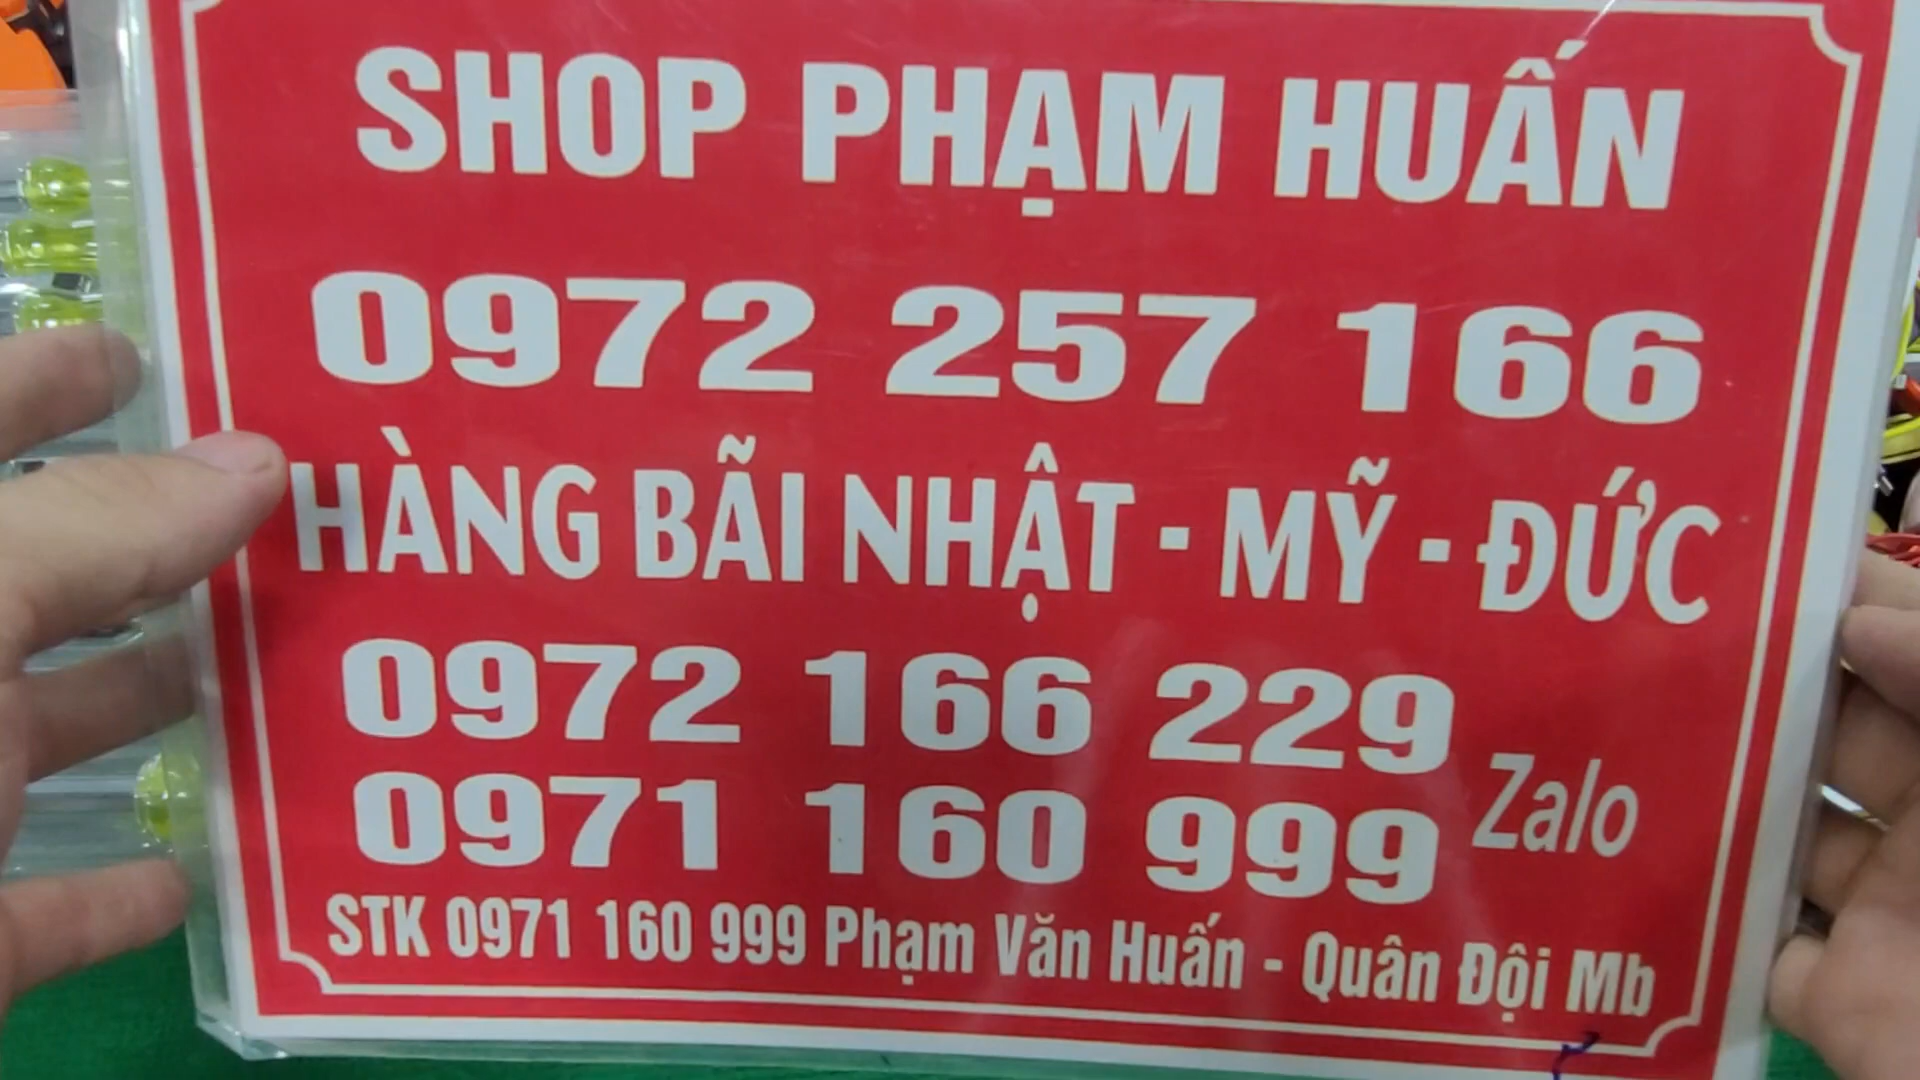 SHOP PHẠM HUẤN
0972 257 166
HÀNG BÃI NHẬT - MỸ - ĐỨC
0972 166 229
0971 160 999 Zalo
STK 0971 160 999 Phạm Văn Huấn - Quân Đội Mb